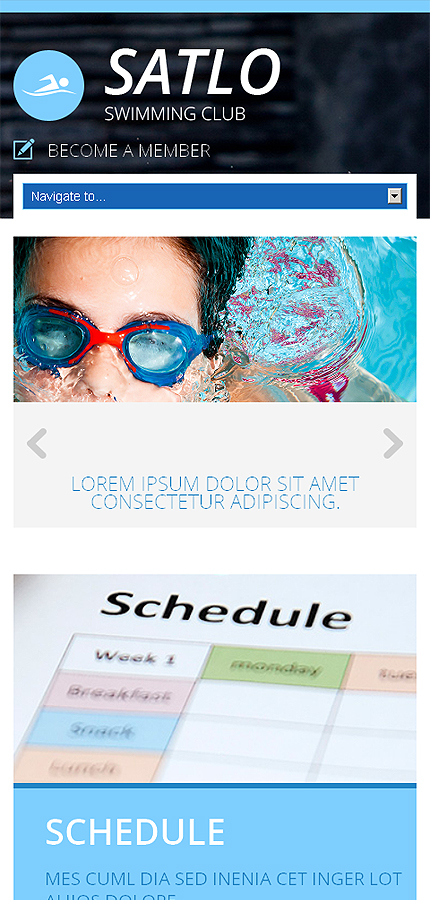 SATLO
SWIMMING CLUB
BECOME A MEMBER
Navigate to...
LOREM IPSUM DOLOR SIT AMET
CONSECTETUR ADIPISCING.
Schedule
Week 1 monday
Breakfast
Snack
Lunch
SCHEDULE
MES CUML DIA SED INENIA CET INGER LOT
ALIIOS DOLORE